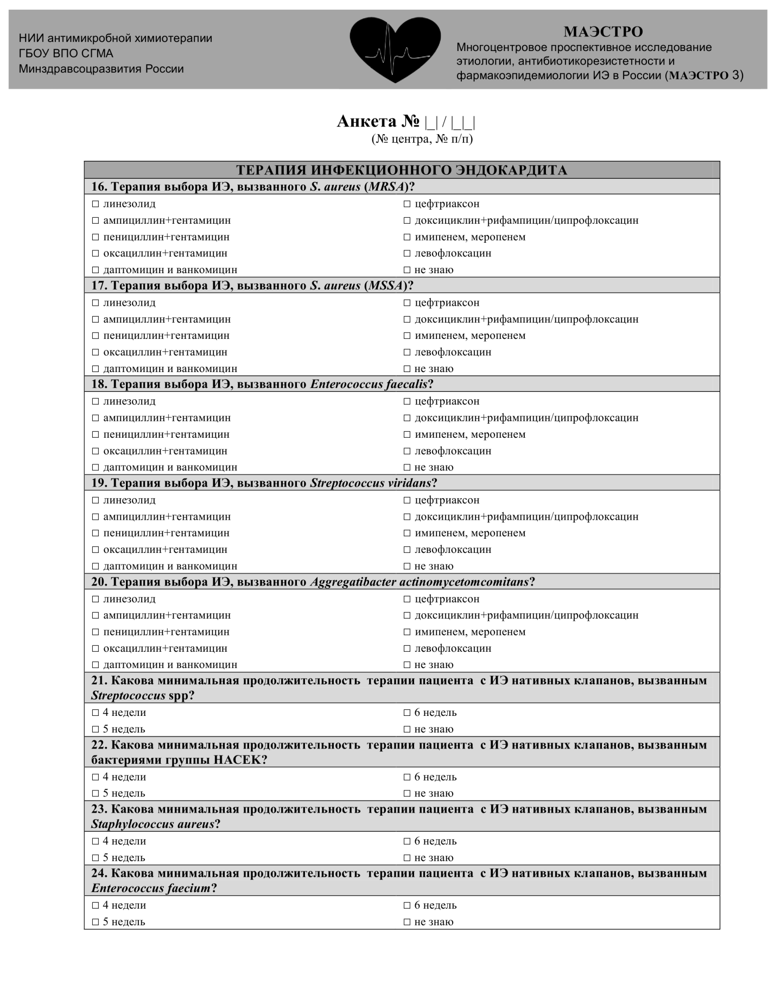 НИИ антимикробной химиотерапии
ГБОУ ВПО СГМА
Минздравсоцразвития России
МАЭСТРО
Многоцентровое проспективное исследование
этиологии, антибиотикорезистетности и
фармакоэпидемиологии ИЭ в России (МАЭСТРО 3)
Анкета № |_| / |_|_|
(№ центра, № п/п)
ТЕРАПИЯ ИНФЕКЦИОННОГО ЭНДОКАРДИТА
16. Терапия выбора ИЭ, вызванного S. aureus (MRSA)?
□ линезолид
□ ампициллин+гентамицин
□ пенициллин+гентамицин
□ оксациллин+гентамицин
□ даптомицин и ванкомицин
□ цефтриаксон
□ доксициклин+рифампицин/ципрофлоксацин
□ имипенем, меропенем
□ левофлоксацин
□ не знаю
17. Терапия выбора ИЭ, вызванного S. aureus (MSSA)?
□ линезолид
□ ампициллин+гентамицин
□ пенициллин+гентамицин
□ оксациллин+гентамицин
□ даптомицин и ванкомицин
□ цефтриаксон
□ доксициклин+рифампицин/ципрофлоксацин
□ имипенем, меропенем
□ левофлоксацин
□ не знаю
18. Терапия выбора ИЭ, вызванного Enterococcus faecalis?
□ линезолид
□ ампициллин+гентамицин
□ пенициллин+гентамицин
□ оксациллин+гентамицин
□ даптомицин и ванкомицин
□ цефтриаксон
□ доксициклин+рифампицин/ципрофлоксацин
□ имипенем, меропенем
□ левофлоксацин
□ не знаю
19. Терапия выбора ИЭ, вызванного Streptococcus viridans?
□ линезолид
□ ампициллин+гентамицин
□ пенициллин+гентамицин
□ оксациллин+гентамицин
□ даптомицин и ванкомицин
□ цефтриаксон
□ доксициклин+рифампицин/ципрофлоксацин
□ имипенем, меропенем
□ левофлоксацин
□ не знаю
20. Терапия выбора ИЭ, вызванного Aggregatibacter actinomycetomcomitans?
□ линезолид
□ ампициллин+гентамицин
□ пенициллин+гентамицин
□ оксациллин+гентамицин
□ даптомицин и ванкомицин
□ цефтриаксон
□ доксициклин+рифампицин/ципрофлоксацин
□ имипенем, меропенем
□ левофлоксацин
□ не знаю
21. Какова минимальная продолжительность терапии пациента с ИЭ нативных клапанов, вызванным
Streptococcus spp?
□ 4 недели
□ 5 недель
□ 6 недель
□ не знаю
22. Какова минимальная продолжительность терапии пациента с ИЭ нативных клапанов, вызванным
бактериями группы HACEK?
□ 4 недели
□ 5 недель
□ 6 недель
□ не знаю
23. Какова минимальная продолжительность терапии пациента с ИЭ нативных клапанов, вызванным
Staphylococcus aureus?
□ 4 недели
□ 5 недель
□ 6 недель
□ не знаю
24. Какова минимальная продолжительность терапии пациента с ИЭ нативных клапанов, вызванным
Enterococcus faecium?
□ 4 недели
□ 5 недель
□ 6 недель
□ не знаю